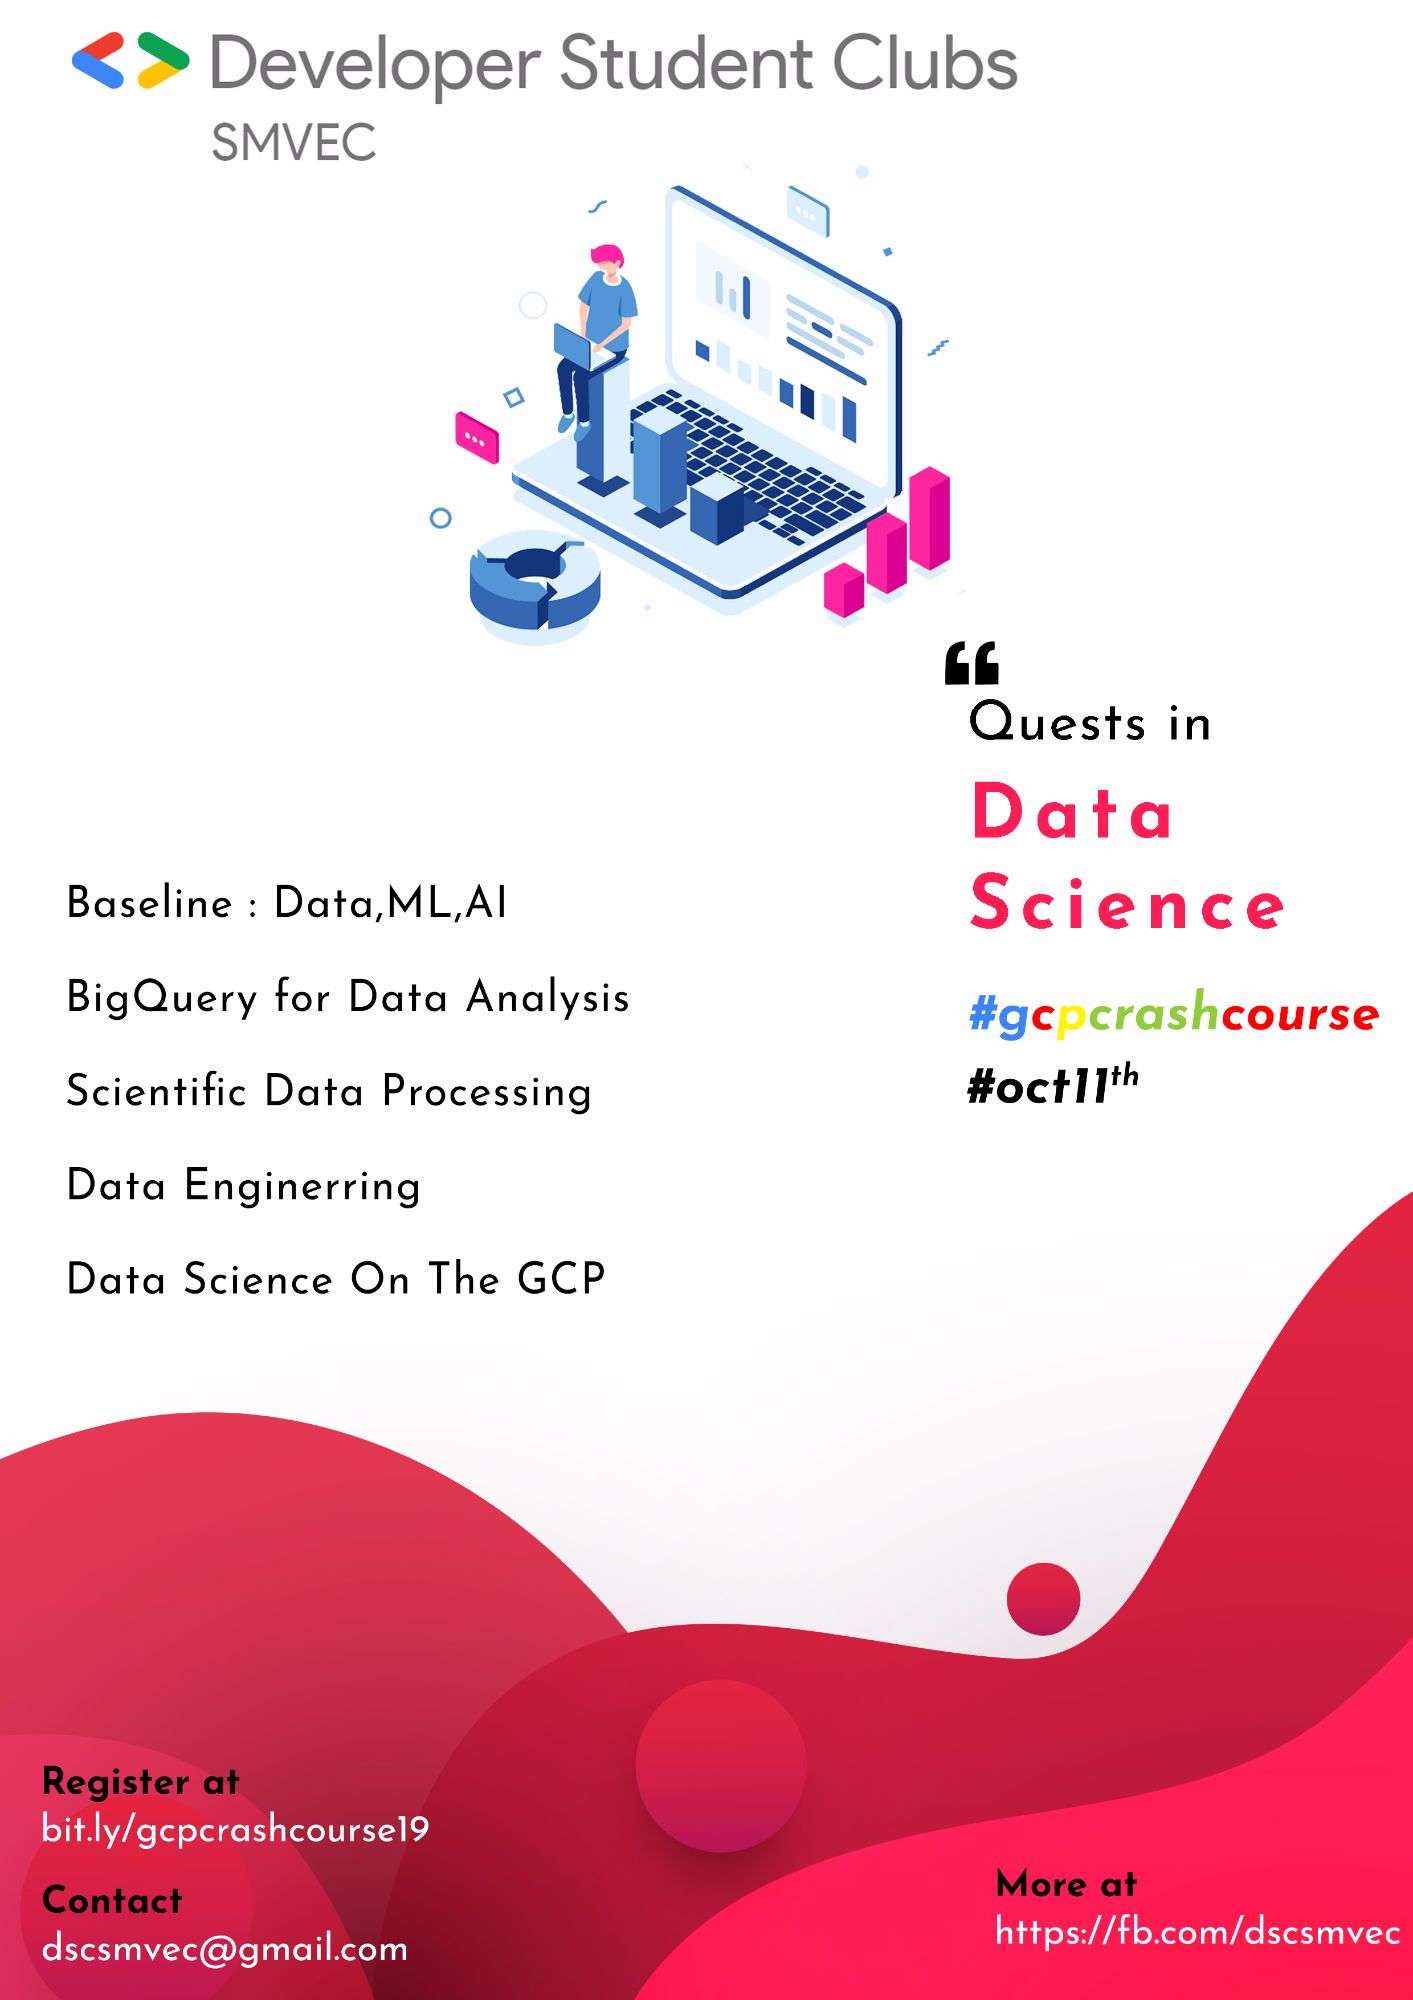 Developer Student Clubs
SMVEC
“
Quests in
Data
Science
#gcpcrashcourse
#oct11th
Baseline : Data,ML,AI
BigQuery for Data Analysis
Scientific Data Processing
Data Enginerring
Data Science On The GCP
Register at
bit.ly/gcpcrashcourse19
Contact
dscsmvec@gmail.com
More at
https://fb.com/dscsmvec